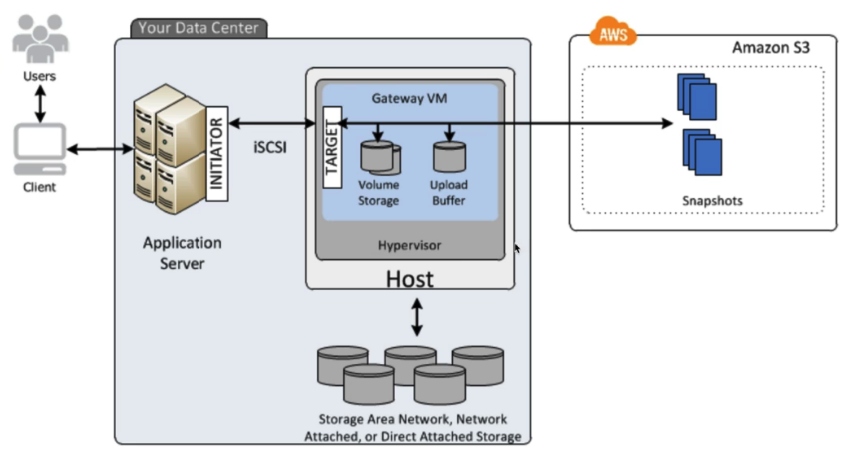 Your Data Center
Users
Client
Application
Server
INITIATOR
iSCSI
TARGET
Gateway VM
Volume
Storage
Upload
Buffer
Hypervisor
Host
Storage Area Network, Network
Attached, or Direct Attached Storage
AWS
Amazon S3
Snapshots